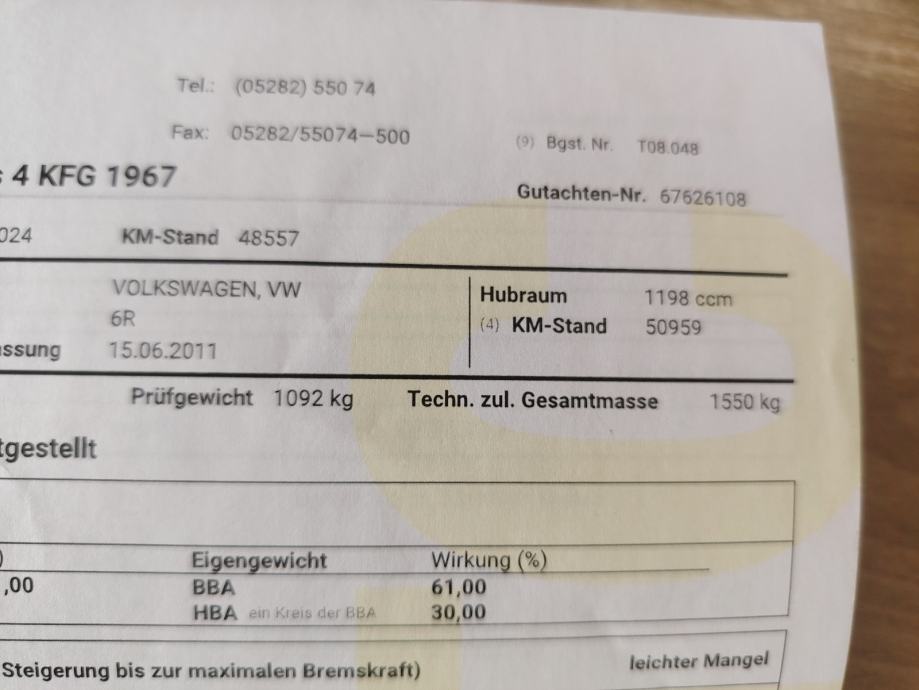 Tel.: (05282) 550 74
Fax: 05282/55074–500
(9) Bgst. Nr. T08.048
4 KFG 1967
Gutachten-Nr. 67626108
024 KM-Stand 48557
VOLKSWAGEN, VW Hubraum 1198 ccm
6R (4) KM-Stand 50959
assung 15.06.2011
Prüfgewicht 1092 kg Techn. zul. Gesamtmasse 1550 kg
tgestellt
) Eigengewicht Wirkung (%)
,00 BBA 61,00
HBA ein Kreis der BBA 30,00
Steigerung bis zur maximalen Bremskraft) leichter Mangel